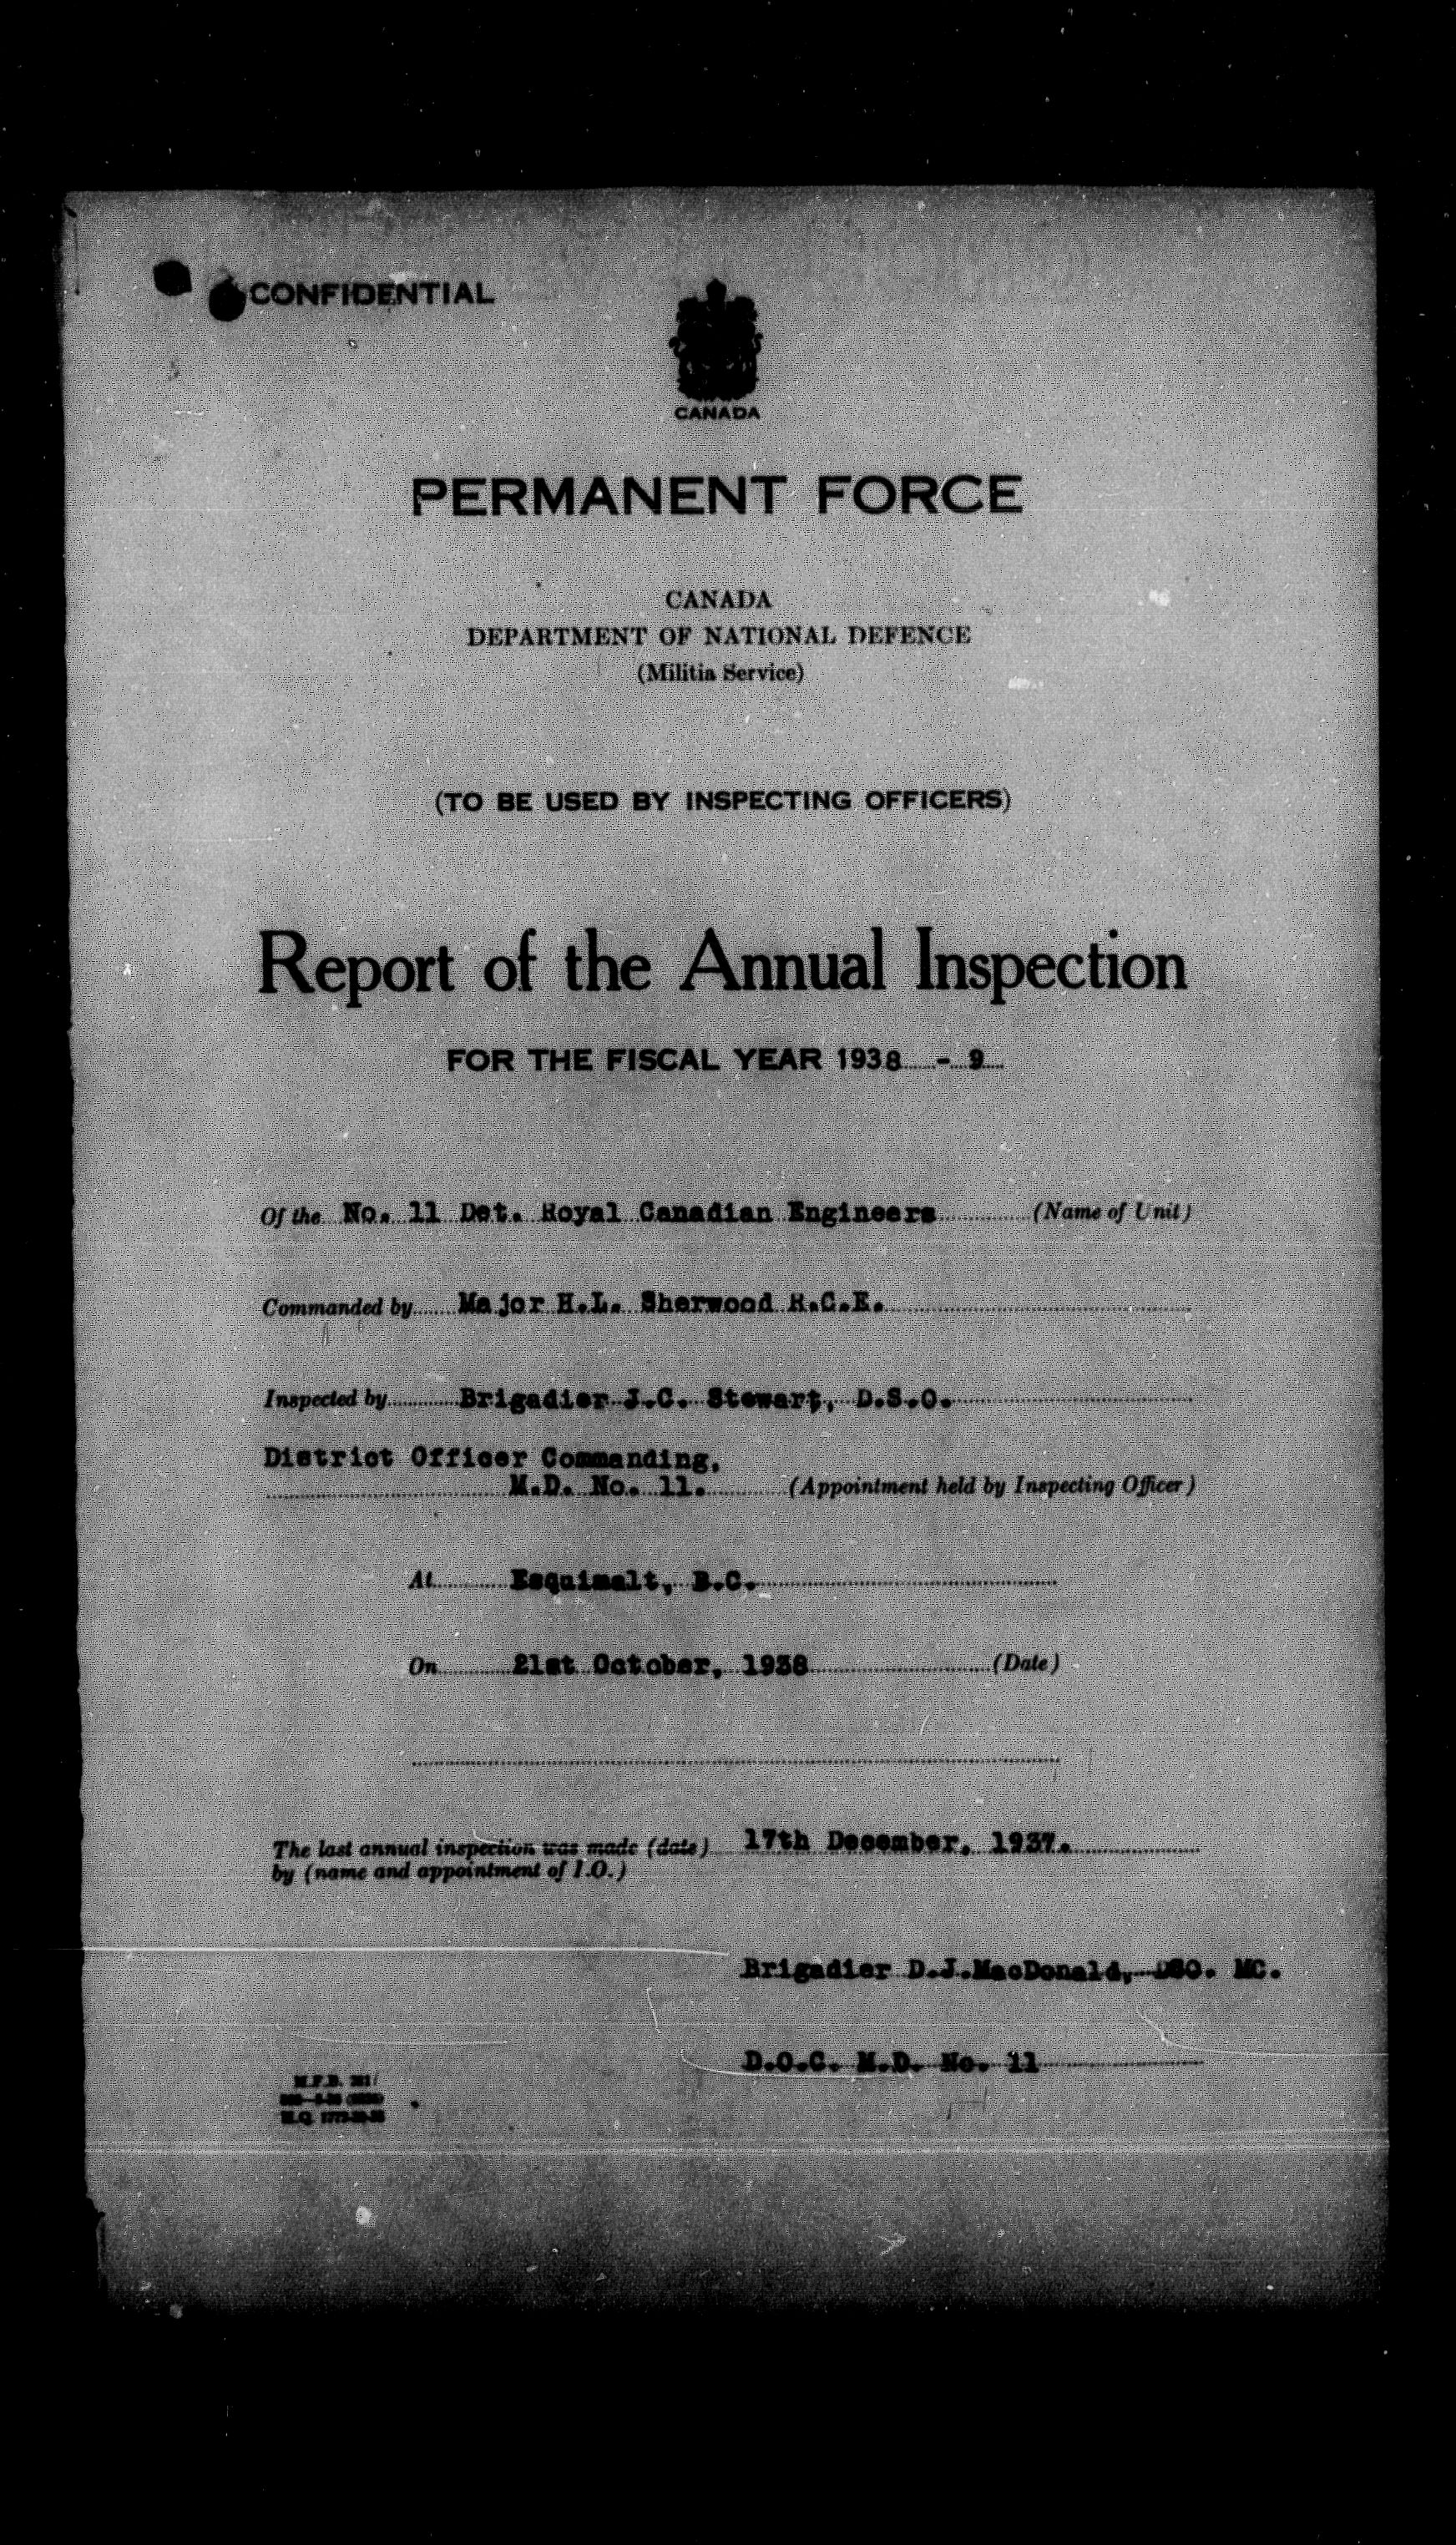 CONFIDENTIAL
CANADA
PERMANENT FORCE
CANADA
DEPARTMENT OF NATIONAL DEFENCE
(Militia Service)
(TO BE USED BY INSPECTING OFFICERS)
Report of the Annual Inspection
FOR THE FISCAL YEAR 1938 - 9
Of the No. 11 Det. Royal Canadian Engineers (Name of Unit)
Commanded by Major H.L. Sherwood R.C.E.
Inspected by Brigadier J.C. Stewart, D.S.O.
District Officer Commanding,
M.D. No. 11. (Appointment held by Inspecting Officer)
At Esquimalt, B.C.
On 21st October, 1938 (Date)
The last annual inspection was made (date) 17th December, 1937.
by (name and appointment of I.O.)
Brigadier D.J.MacDonald, DSO. MC.
D.O.C. M.D. No. 11
M.F.B.
H.Q.